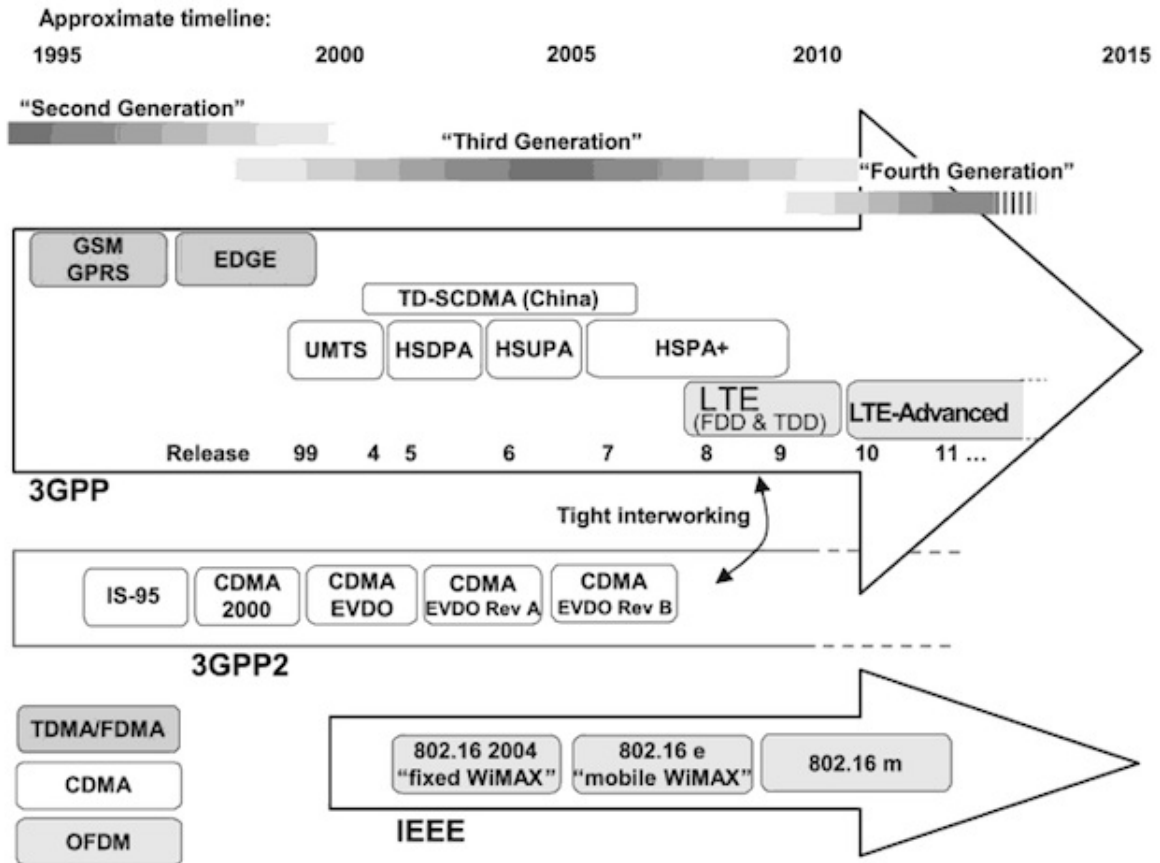 Approximate timeline:
1995 2000 2005 2010 2015
“Second Generation”
“Third Generation”
“Fourth Generation”
GSM
GPRS
EDGE
TD-SCDMA (China)
UMTS HSDPA HSUPA HSPA+
LTE
(FDD & TDD)
LTE-Advanced
Release 99 4 5 6 7 8 9 10 11 ...
3GPP
Tight interworking
IS-95
CDMA
2000
CDMA
EVDO
CDMA
EVDO Rev A
CDMA
EVDO Rev B
3GPP2
TDMA/FDMA
CDMA
OFDM
802.16 2004
“fixed WiMAX”
802.16 e
“mobile WiMAX”
802.16 m
IEEE